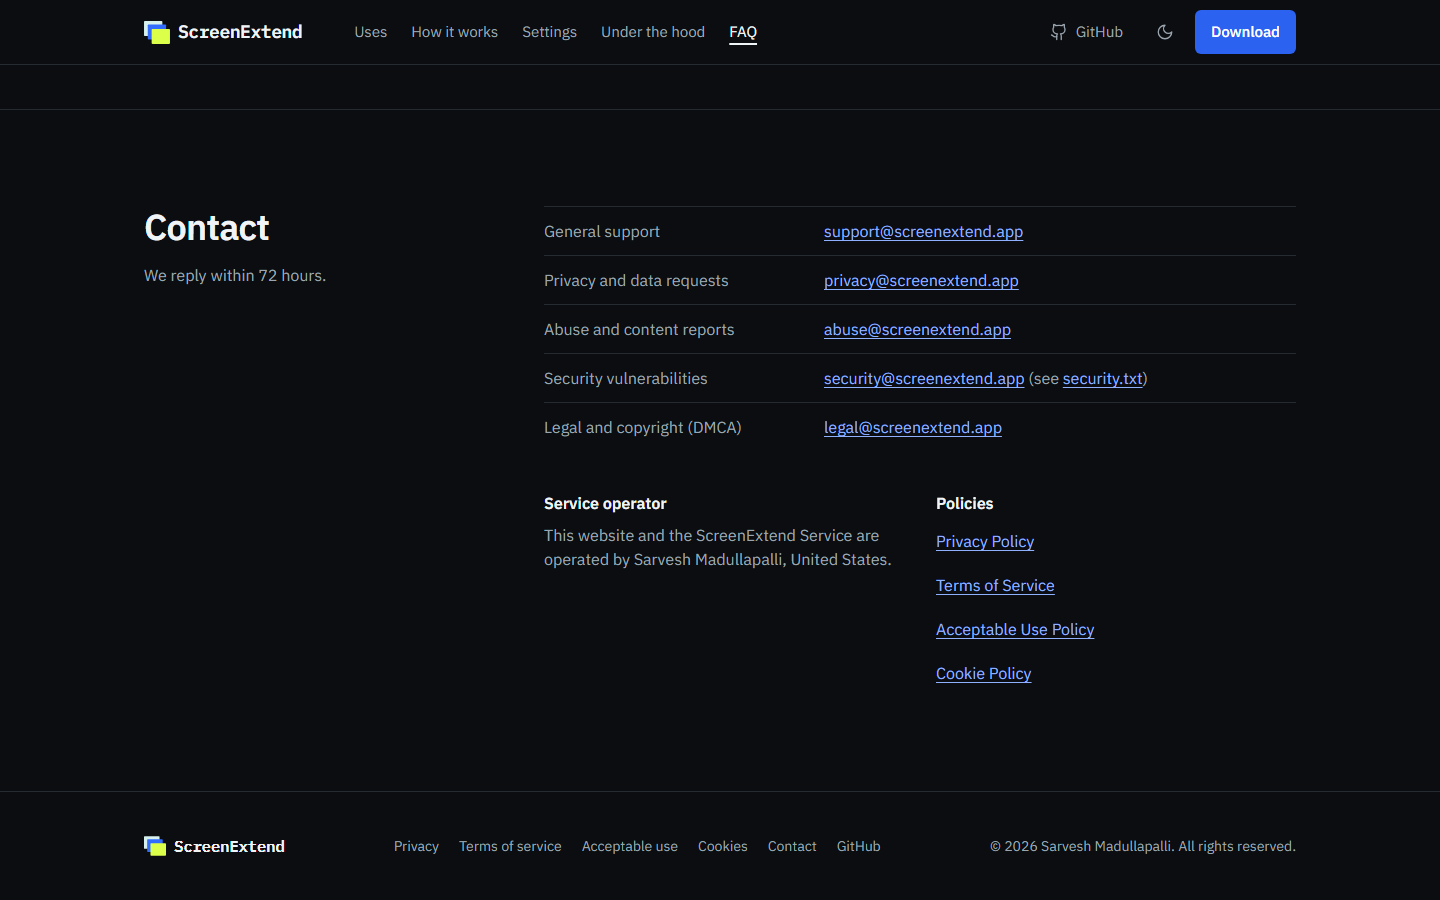 ScreenExtend
Uses
How it works
Settings
Under the hood
FAQ
GitHub
Download
Contact
We reply within 72 hours.
General support
support@screenextend.app
Privacy and data requests
privacy@screenextend.app
Abuse and content reports
abuse@screenextend.app
Security vulnerabilities
security@screenextend.app (see security.txt)
Legal and copyright (DMCA)
legal@screenextend.app
Service operator
This website and the ScreenExtend Service are
operated by Sarvesh Madullapalli, United States.
Policies
Privacy Policy
Terms of Service
Acceptable Use Policy
Cookie Policy
ScreenExtend
Privacy
Terms of service
Acceptable use
Cookies
Contact
GitHub
© 2026 Sarvesh Madullapalli. All rights reserved.